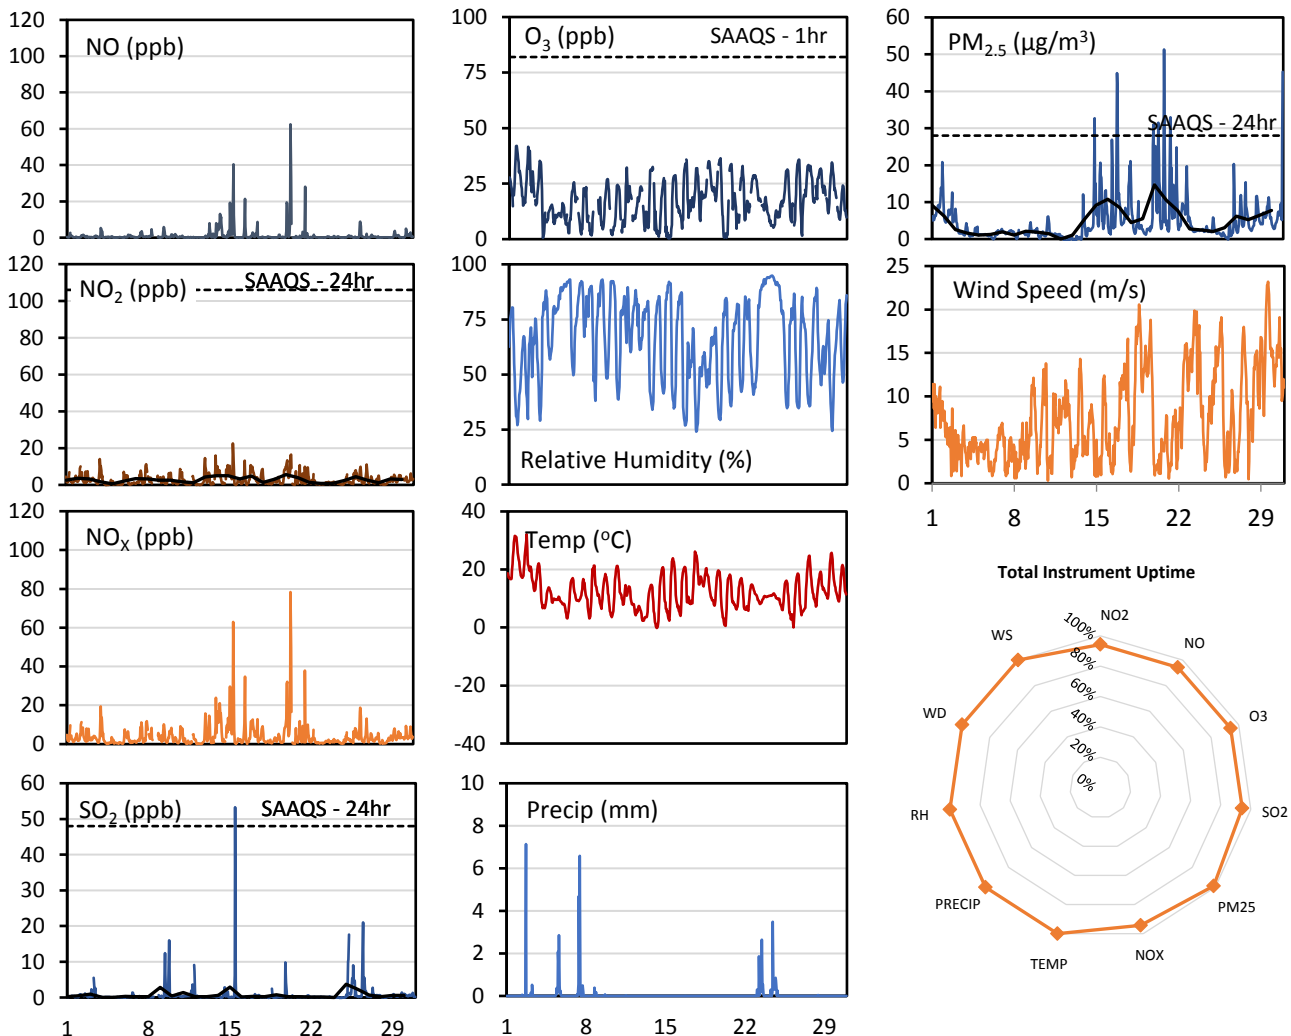 120
100
80
60
40
20
0
NO (ppb)
100
75
50
25
0
O3 (ppb)
SAAQS - 1hr
60
50
40
30
20
10
0
PM2.5 (µg/m³)
SAAQS - 24hr
120
100
80
60
40
20
0
NO2 (ppb)
SAAQS - 24hr
100
75
50
25
0
Relative Humidity (%)
25
20
15
10
5
0
Wind Speed (m/s)
1 8 15 22 29
120
100
80
60
40
20
0
NOX (ppb)
40
20
0
-20
-40
Temp (°C)
60
50
40
30
20
10
0
SO2 (ppb)
SAAQS - 24hr
1 8 15 22 29
10
8
6
4
2
0
Precip (mm)
1 8 15 22 29
Total Instrument Uptime
100%
80%
60%
40%
20%
0%
NO2
NO
O3
SO2
PM25
NOX
TEMP
PRECIP
RH
WD
WS